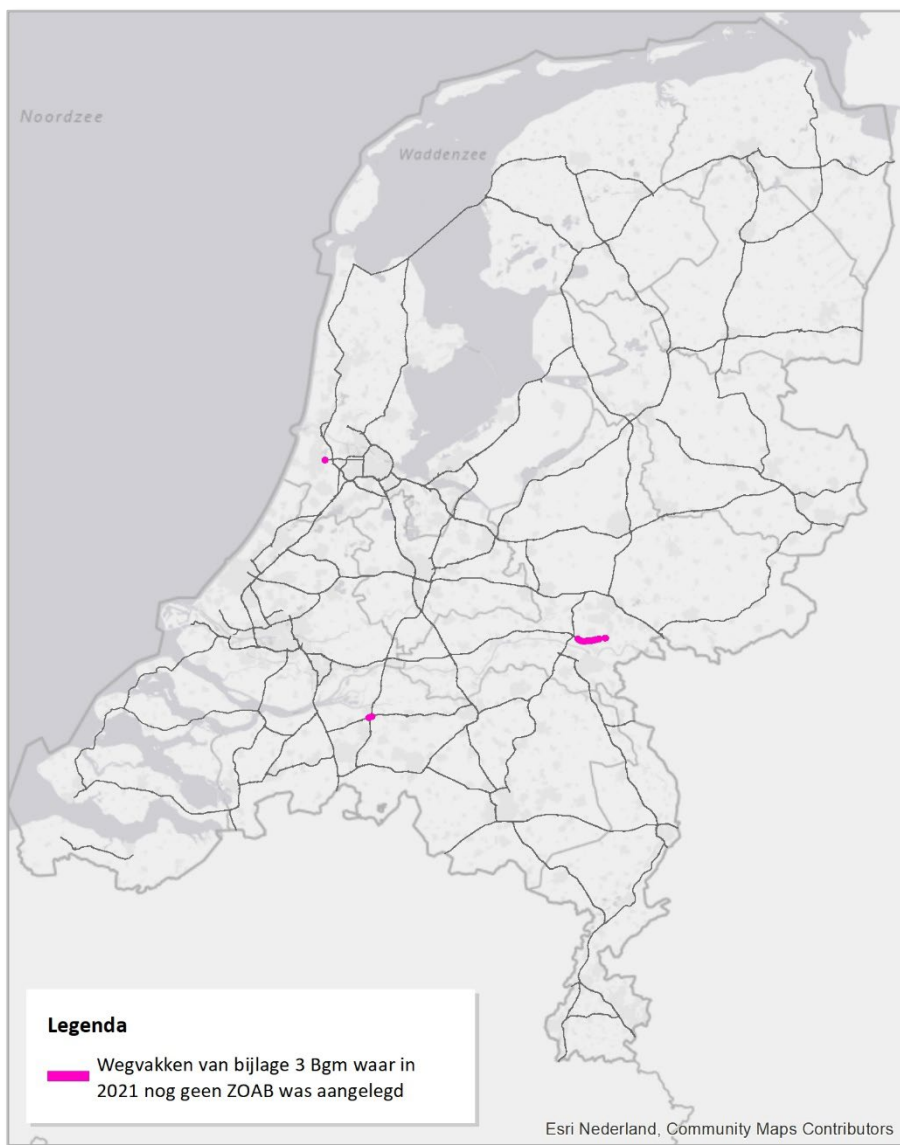 Noordzee
Waddenzee
Legenda
Wegvakken van bijlage 3 Bgm waar in
2021 nog geen ZOAB was aangelegd
Esri Nederland, Community Maps Contributors